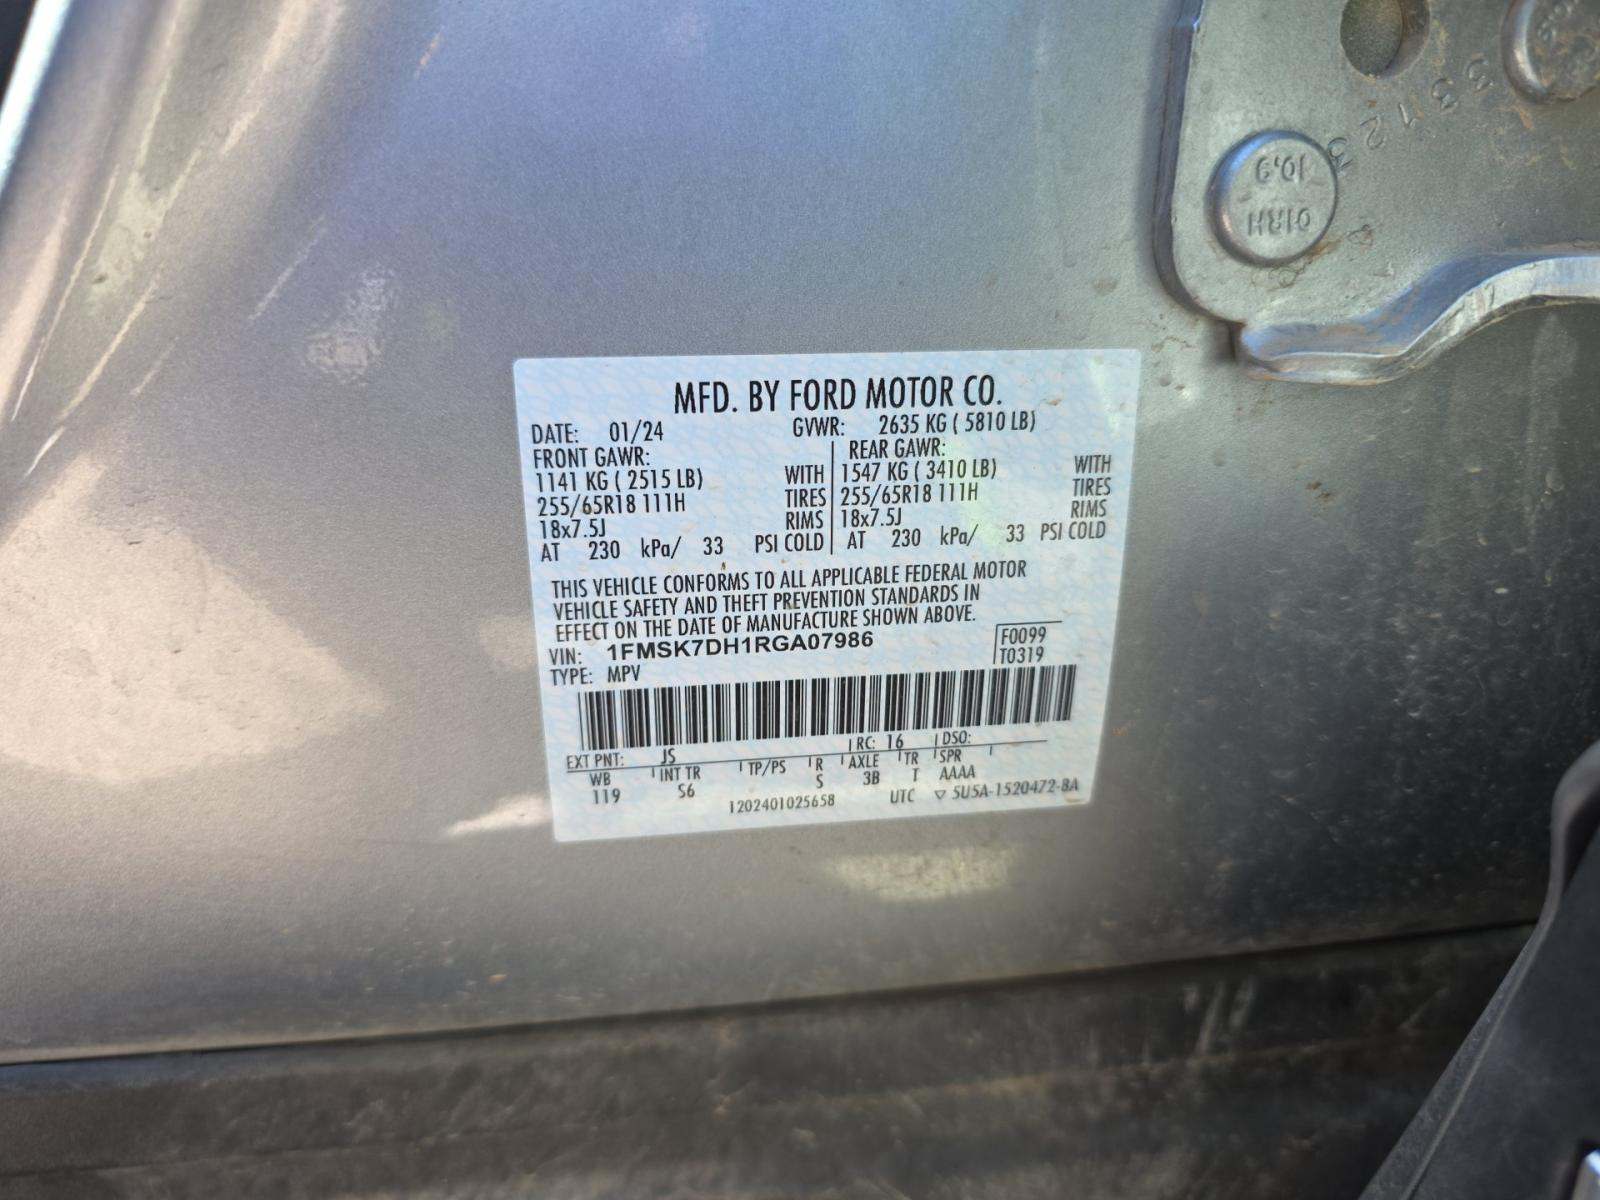 33123
10.9
01RH
MFD. BY FORD MOTOR CO.
DATE: 01/24 GVWR: 2635 KG ( 5810 LB)
FRONT GAWR: REAR GAWR:
1141 KG ( 2515 LB) WITH 1547 KG ( 3410 LB) WITH
255/65R18 111H TIRES 255/65R18 111H TIRES
18x7.5J RIMS 18x7.5J RIMS
AT 230 kPa/ 33 PSI COLD AT 230 kPa/ 33 PSI COLD
THIS VEHICLE CONFORMS TO ALL APPLICABLE FEDERAL MOTOR
VEHICLE SAFETY AND THEFT PREVENTION STANDARDS IN
EFFECT ON THE DATE OF MANUFACTURE SHOWN ABOVE.
VIN: 1FMSK7DH1RGA07986 F0099
TYPE: MPV T0319
EXT PNT: JS RC: 16 DSO:
WB INT TR TP/PS R AXLE TR SPR
119 S6 S 3B T AAAA
1202401025658 UTC ▽ 5U5A-1520472-BA